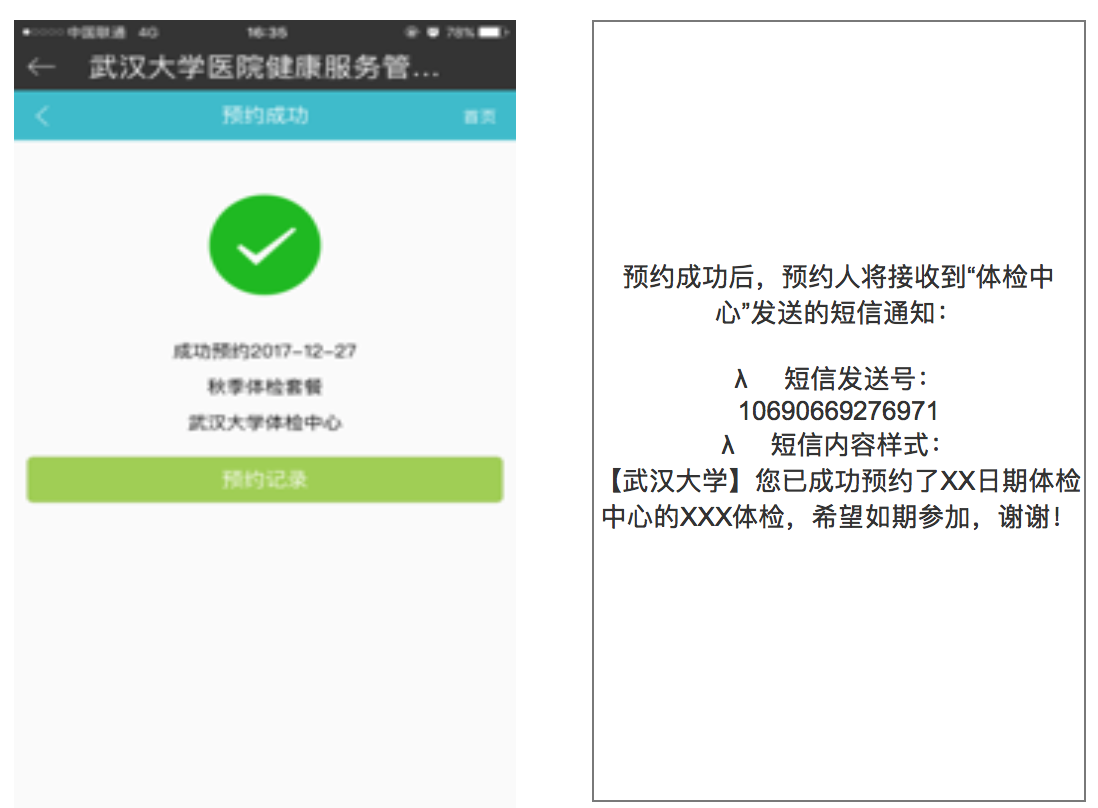 中国联通 4G 16:35 78%
武汉大学医院健康服务管...
预约成功 首页
成功预约2017-12-27
秋季体检套餐
武汉大学体检中心
预约记录
预约成功后，预约人将接收到“体检中
心”发送的短信通知：
λ 短信发送号：
10690669276971
λ 短信内容样式：
【武汉大学】您已成功预约了XX日期体检
中心的XXX体检，希望如期参加，谢谢！